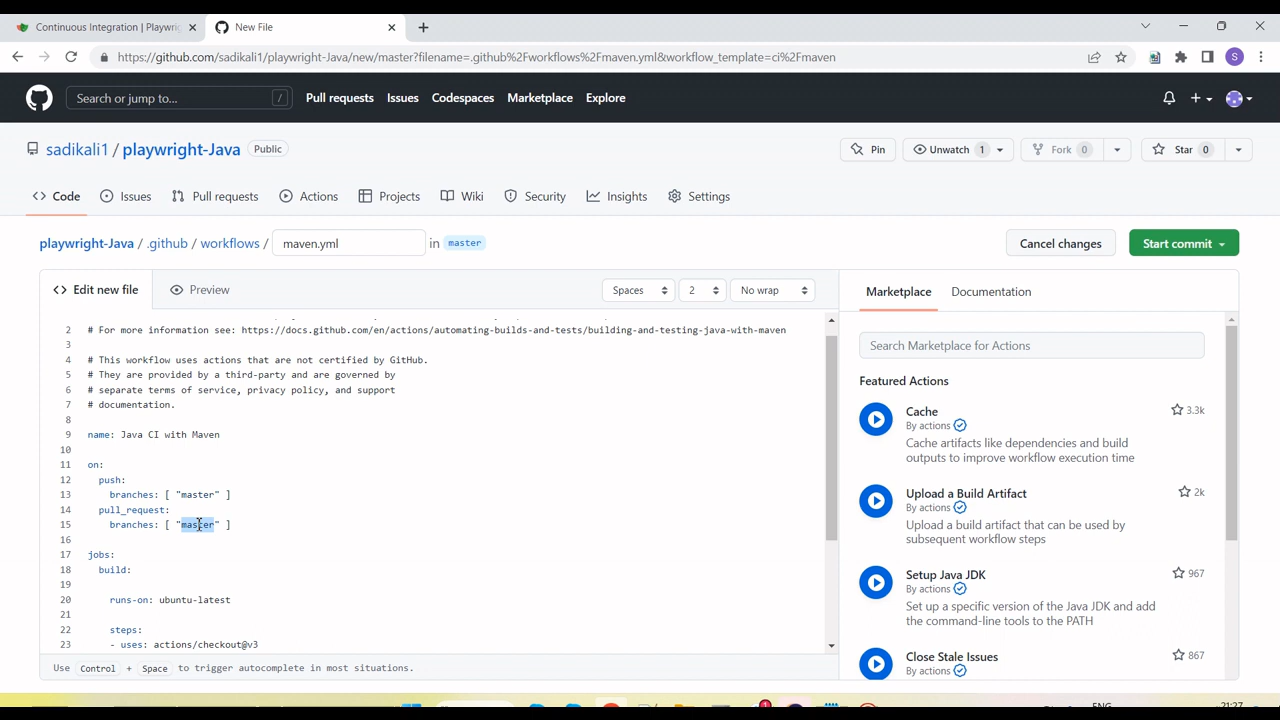 Continuous Integration | Playwri
New File
https://github.com/sadikali1/playwright-Java/new/master?filename=.github%2Fworkflows%2Fmaven.yml&workflow_template=ci%2Fmaven
S
Search or jump to... /
Pull requests Issues Codespaces Marketplace Explore
sadikali1 / playwright-Java Public
Pin Unwatch 1 Fork 0 Star 0
Code Issues Pull requests Actions Projects Wiki Security Insights Settings
playwright-Java / .github / workflows / maven.yml in master
Cancel changes Start commit
<> Edit new file Preview Spaces 2 No wrap
2 # For more information see: https://docs.github.com/en/actions/automating-builds-and-tests/building-and-testing-java-with-maven
3
4 # This workflow uses actions that are not certified by GitHub.
5 # They are provided by a third-party and are governed by
6 # separate terms of service, privacy policy, and support
7 # documentation.
8
9 name: Java CI with Maven
10
11 on:
12 push:
13 branches: [ "master" ]
14 pull_request:
15 branches: [ "master" ]
16
17 jobs:
18 build:
19
20 runs-on: ubuntu-latest
21
22 steps:
23 - uses: actions/checkout@v3
Use Control + Space to trigger autocomplete in most situations.
Marketplace Documentation
Search Marketplace for Actions
Featured Actions
Cache 3.3k
By actions
Cache artifacts like dependencies and build
outputs to improve workflow execution time
Upload a Build Artifact 2k
By actions
Upload a build artifact that can be used by
subsequent workflow steps
Setup Java JDK 967
By actions
Set up a specific version of the Java JDK and add
the command-line tools to the PATH
Close Stale Issues 867
By actions
1
ENG
21:27